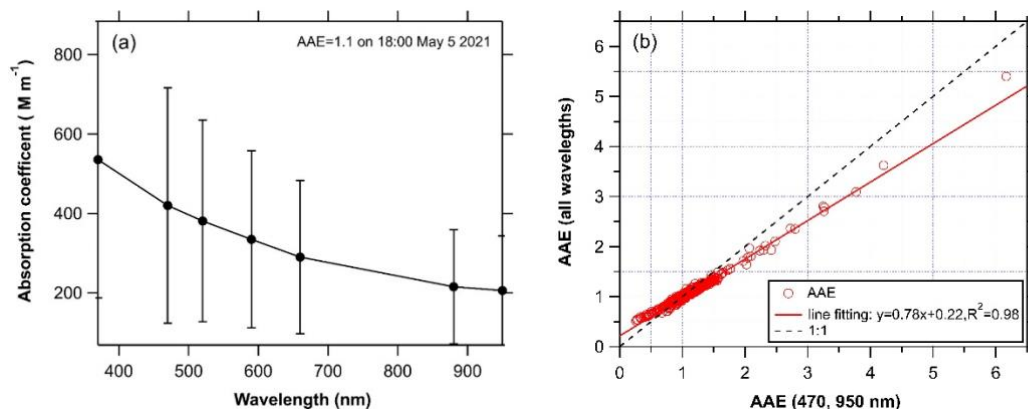 (a)
AAE=1.1 on 18:00 May 5 2021
800
600
400
200
Absorption coefficent ( M m⁻¹)
400 500 600 700 800 900
Wavelength (nm)
(b)
6
5
4
3
2
1
0
AAE (all wavelegths)
AAE
line fitting: y=0.78x+0.22,R²=0.98
1:1
0 1 2 3 4 5 6
AAE (470, 950 nm)